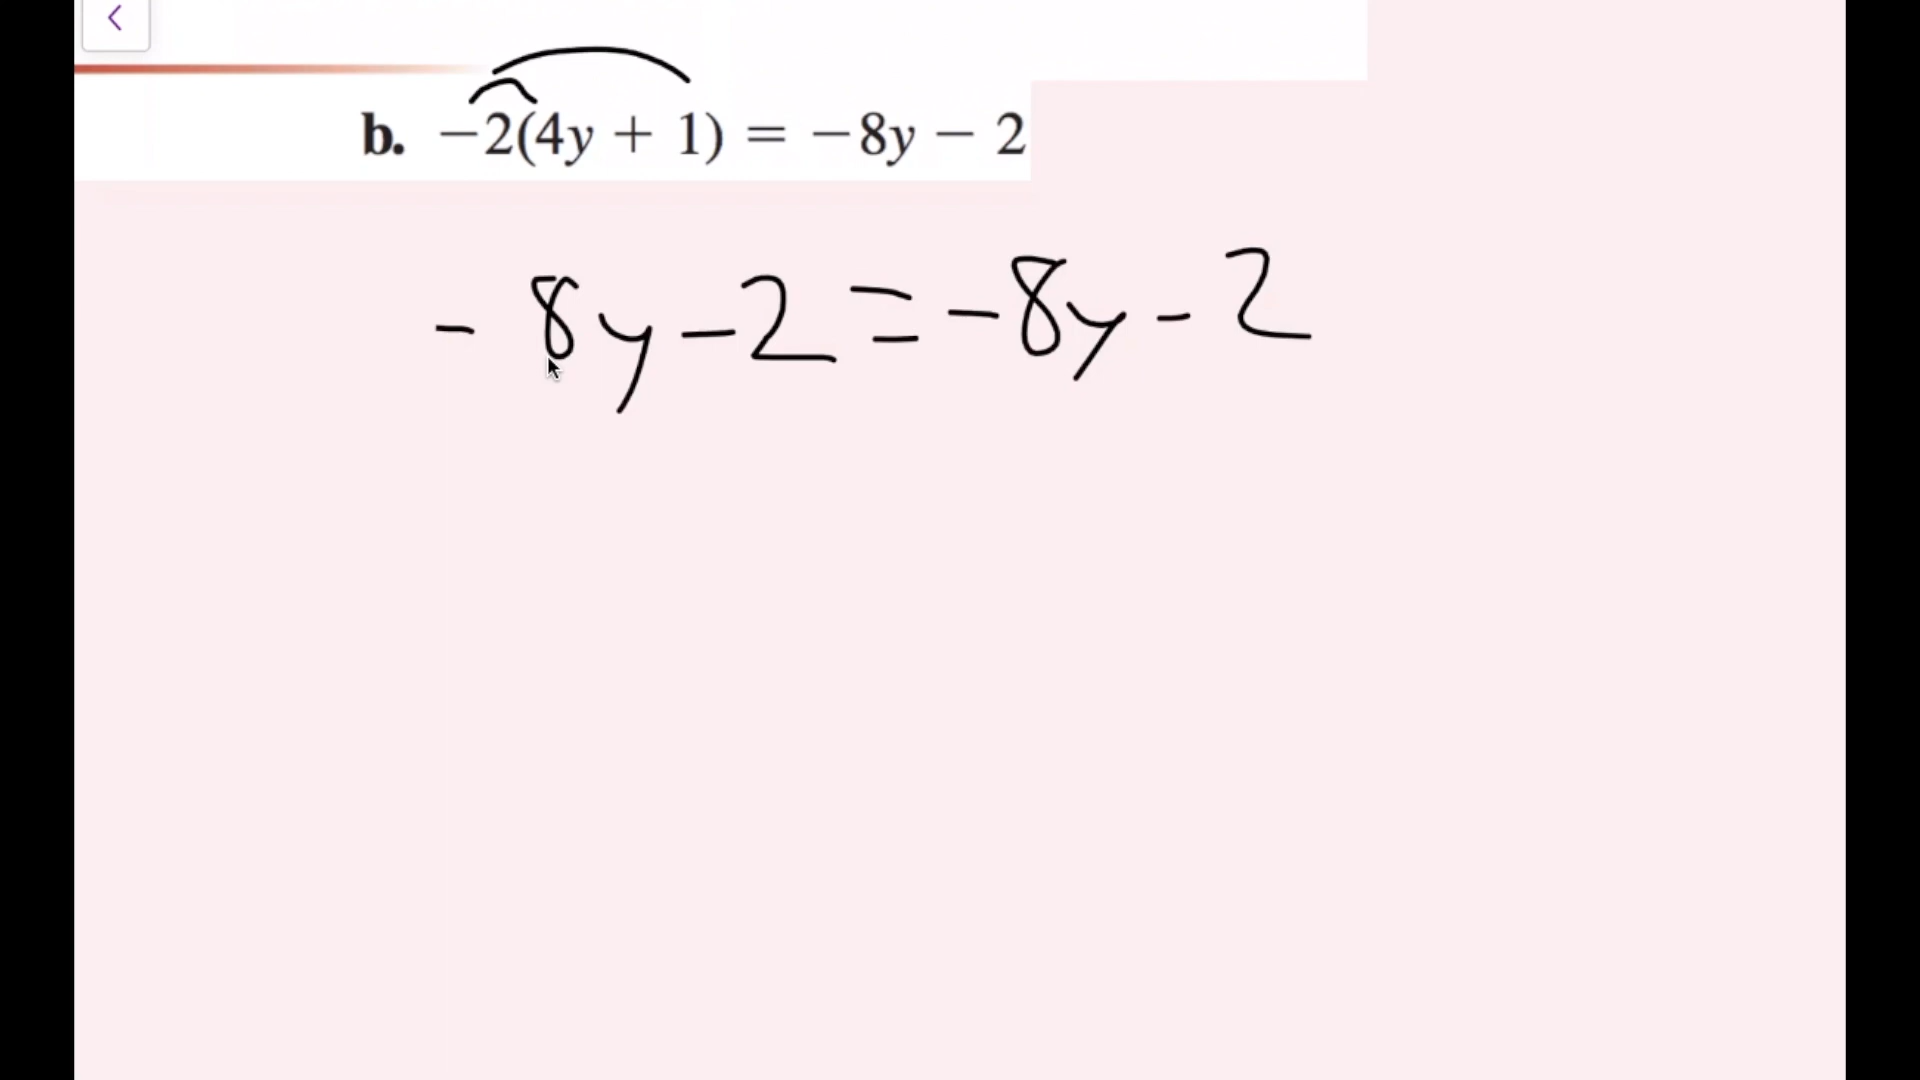 b. −2(4y + 1) = −8y − 2
- 8y - 2 = - 8y - 2